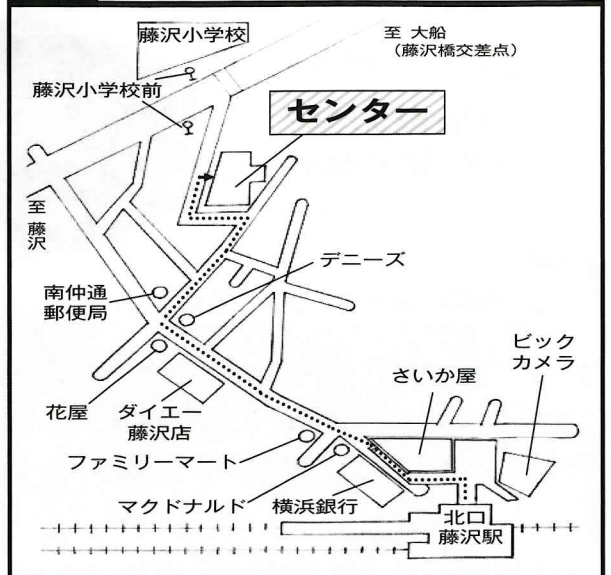 藤沢小学校
至 大船
（藤沢橋交差点）
藤沢小学校前
センター
至
藤
沢
デニーズ
南仲通
郵便局
ビック
カメラ
さいか屋
花屋
ダイエー
藤沢店
ファミリーマート
マクドナルド
横浜銀行
北口
藤沢駅